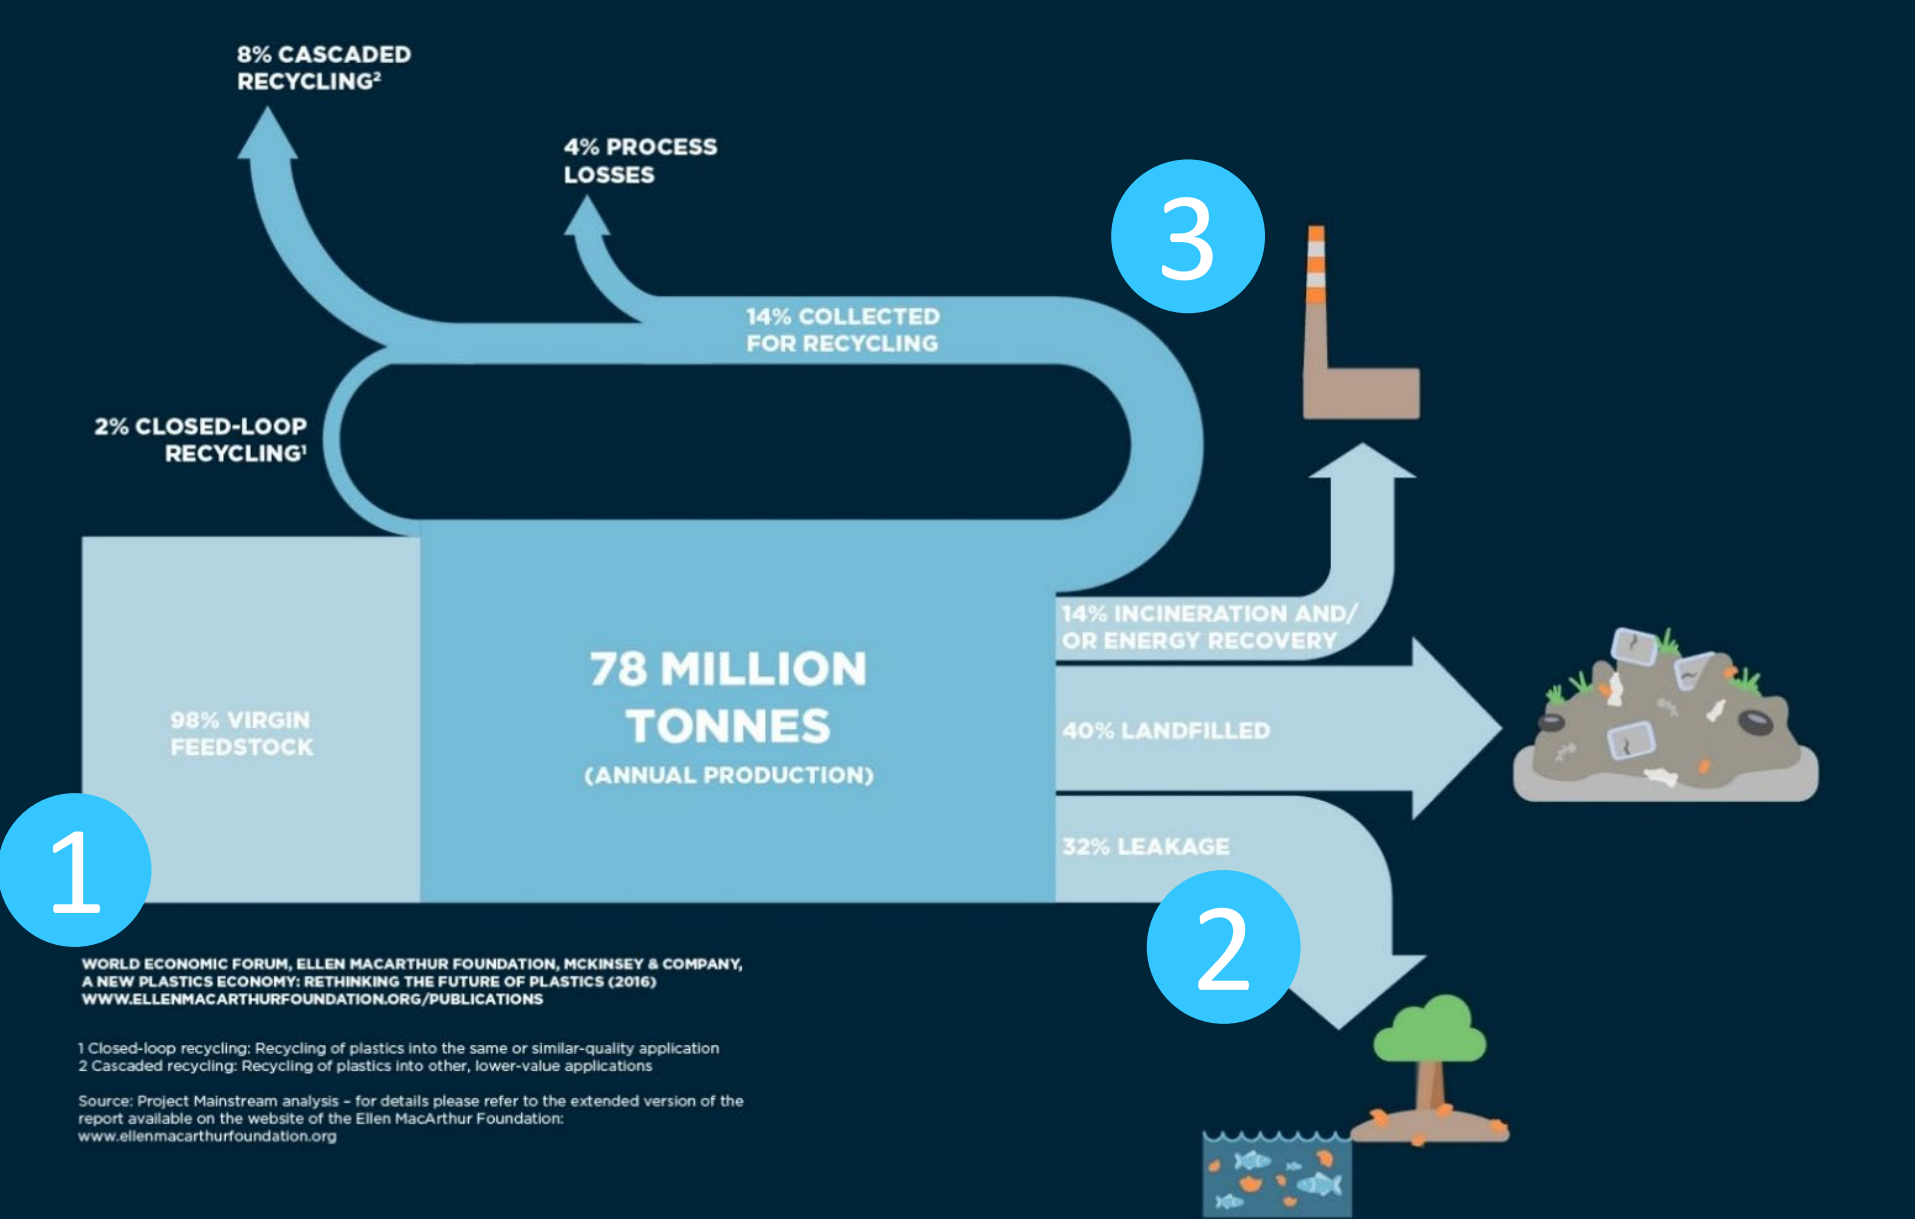 8% CASCADED
RECYCLING²
4% PROCESS
LOSSES
3
14% COLLECTED
FOR RECYCLING
2% CLOSED-LOOP
RECYCLING¹
14% INCINERATION AND/
OR ENERGY RECOVERY
98% VIRGIN
FEEDSTOCK
78 MILLION
TONNES
(ANNUAL PRODUCTION)
40% LANDFILLED
32% LEAKAGE
1
2
WORLD ECONOMIC FORUM, ELLEN MACARTHUR FOUNDATION, MCKINSEY & COMPANY,
A NEW PLASTICS ECONOMY: RETHINKING THE FUTURE OF PLASTICS (2016)
WWW.ELLENMACARTHURFOUNDATION.ORG/PUBLICATIONS
1 Closed-loop recycling: Recycling of plastics into the same or similar-quality application
2 Cascaded recycling: Recycling of plastics into other, lower-value applications
Source: Project Mainstream analysis – for details please refer to the extended version of the
report available on the website of the Ellen MacArthur Foundation:
www.ellenmacarthurfoundation.org